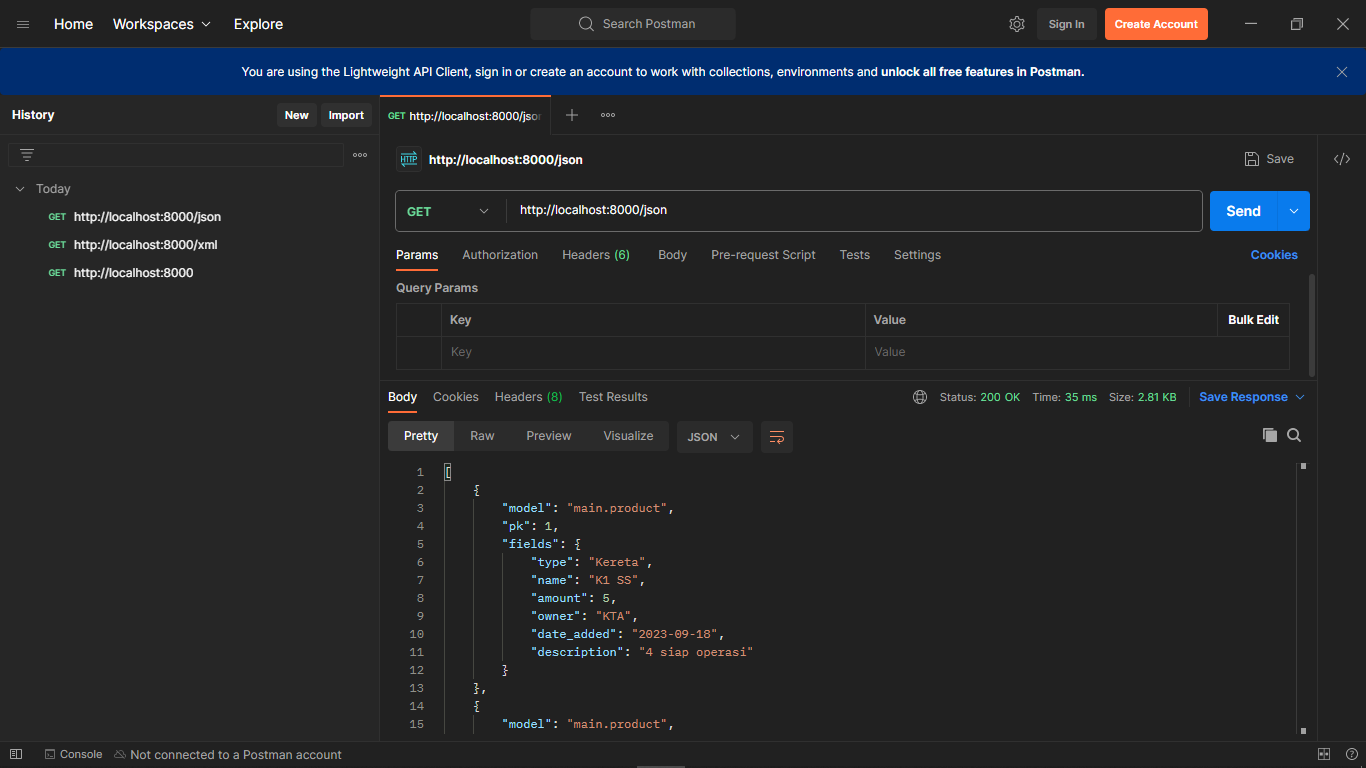 Home Workspaces Explore Search Postman Sign In Create Account
You are using the Lightweight API Client, sign in or create an account to work with collections, environments and unlock all free features in Postman.
History New Import
Today
GET http://localhost:8000/json
GET http://localhost:8000/xml
GET http://localhost:8000
GET http://localhost:8000/jso
HTTP http://localhost:8000/json Save
GET http://localhost:8000/json Send
Params Authorization Headers (6) Body Pre-request Script Tests Settings Cookies
Query Params
Key Value Bulk Edit
Key Value
Body Cookies Headers (8) Test Results Status: 200 OK Time: 35 ms Size: 2.81 KB Save Response
Pretty Raw Preview Visualize JSON
1 [
2 {
3 "model": "main.product",
4 "pk": 1,
5 "fields": {
6 "type": "Kereta",
7 "name": "K1 SS",
8 "amount": 5,
9 "owner": "KTA",
10 "date_added": "2023-09-18",
11 "description": "4 siap operasi"
12 }
13 },
14 {
15 "model": "main.product",
Console Not connected to a Postman account